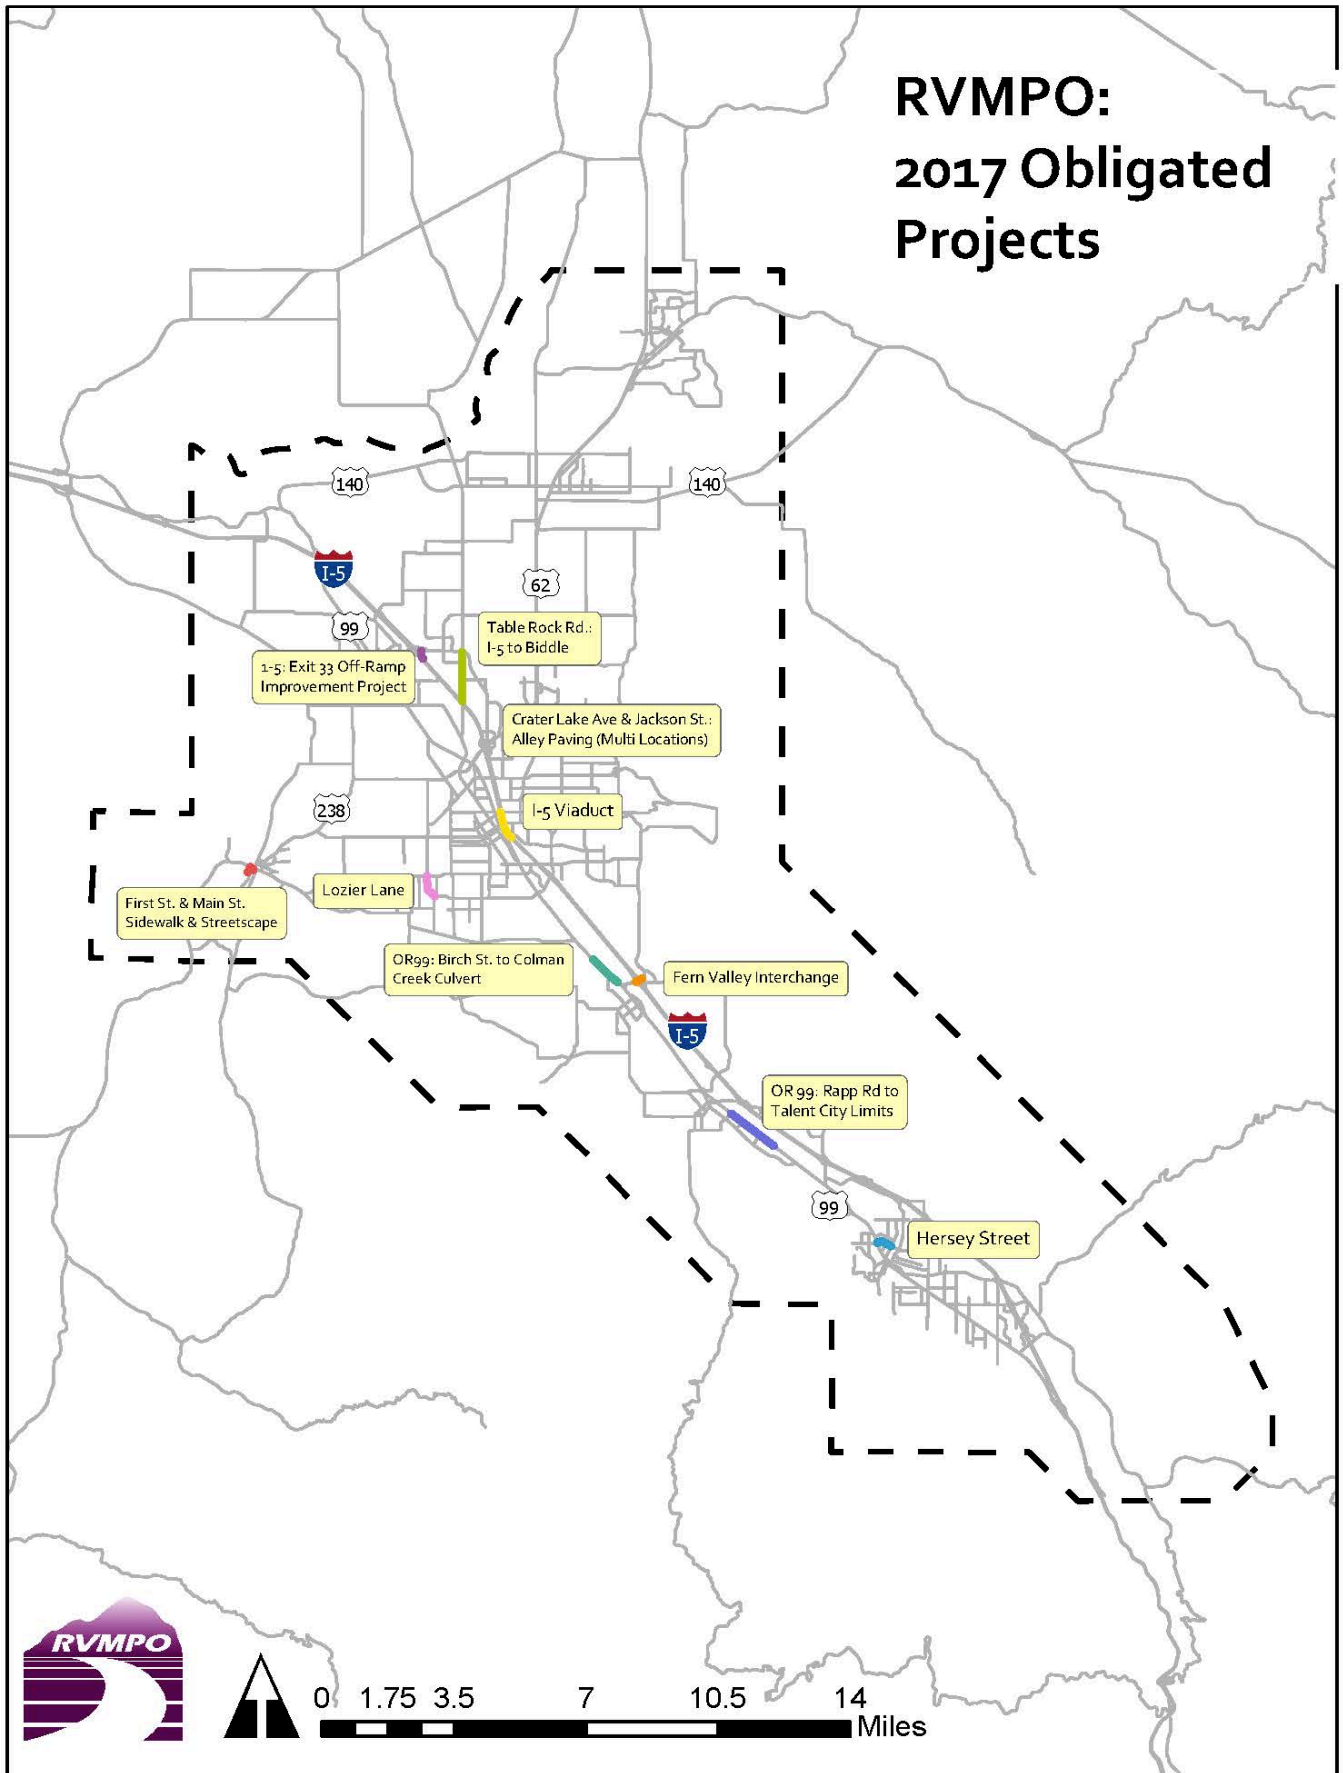 RVMPO:
2017 Obligated
Projects
140
140
I-5
62
99
Table Rock Rd.:
I-5 to Biddle
1-5: Exit 33 Off-Ramp
Improvement Project
Crater Lake Ave & Jackson St.:
Alley Paving (Multi Locations)
238
I-5 Viaduct
Lozier Lane
First St. & Main St.
Sidewalk & Streetscape
OR99: Birch St. to Colman
Creek Culvert
Fern Valley Interchange
I-5
OR 99: Rapp Rd to
Talent City Limits
99
Hersey Street
RVMPO
0 1.75 3.5 7 10.5 14
Miles